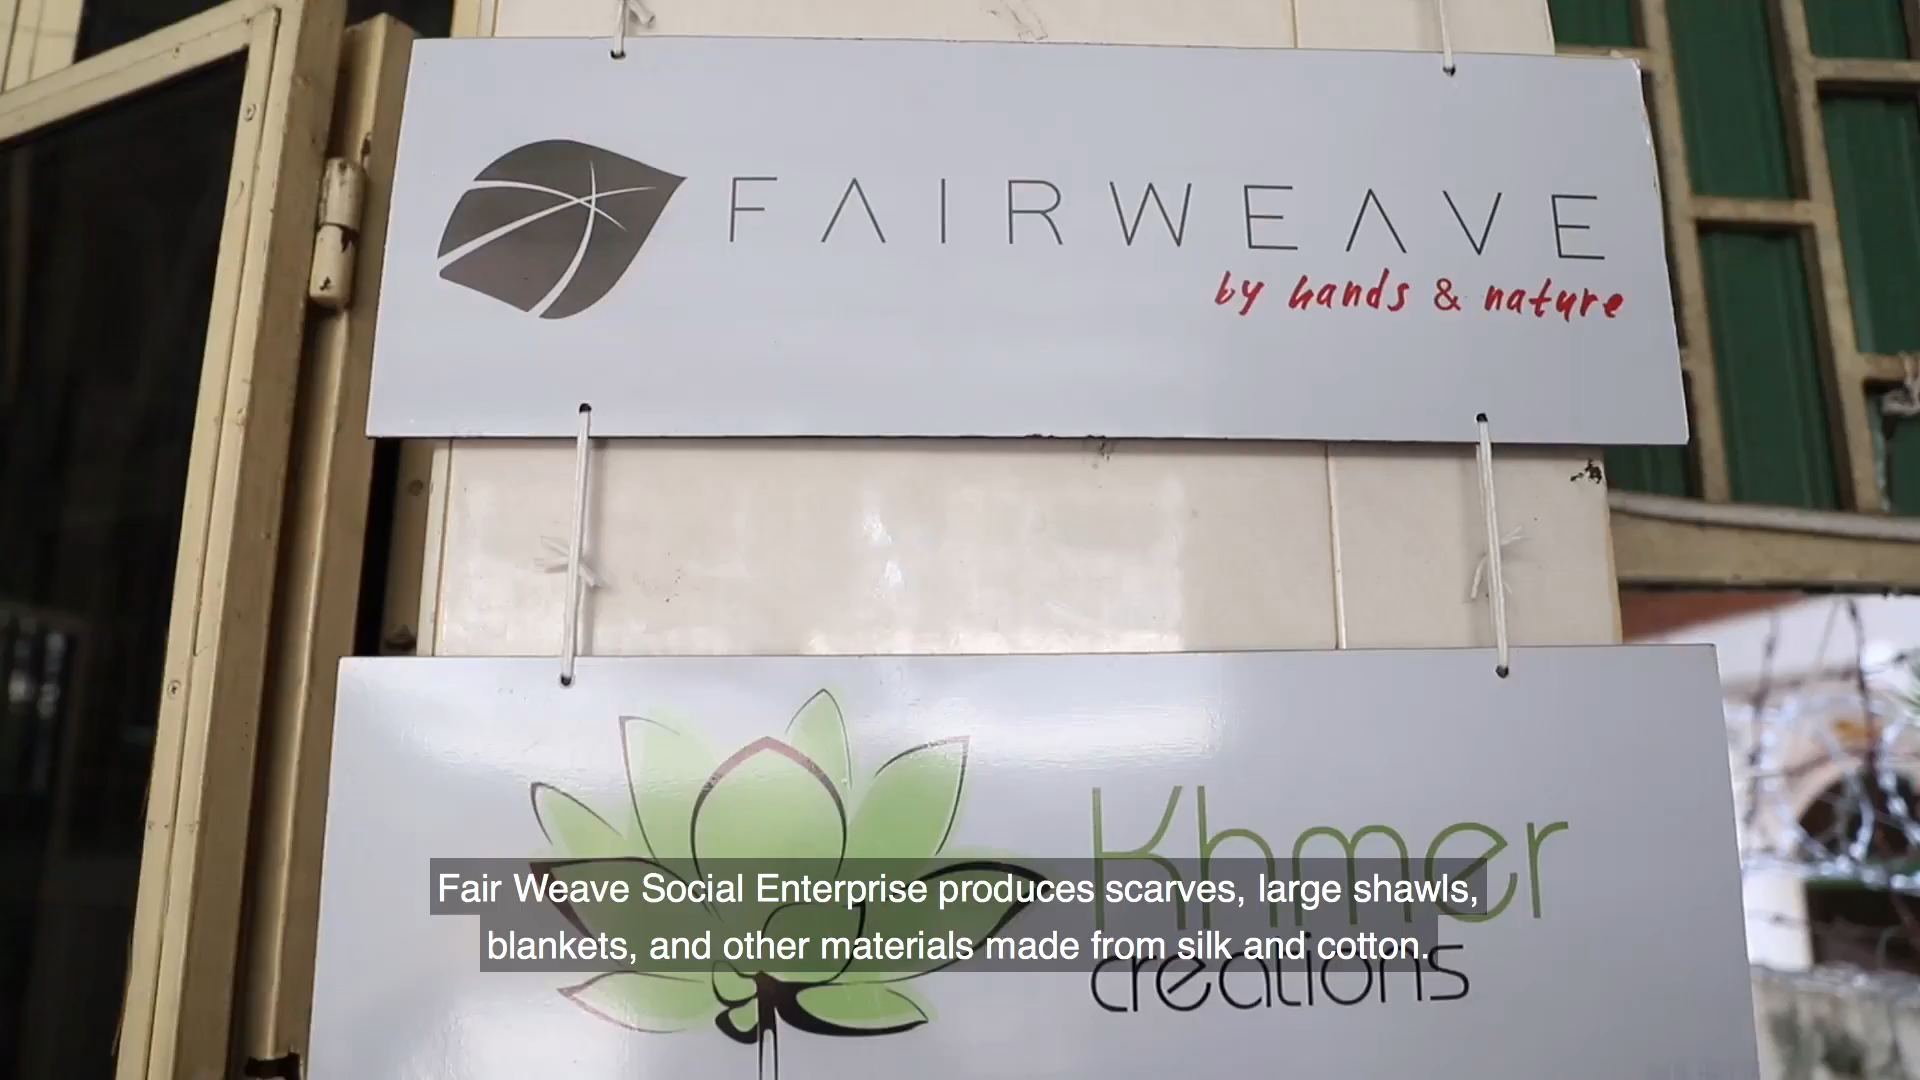 FAIRWEAVE
by hands & nature
Khmer
creations
Fair Weave Social Enterprise produces scarves, large shawls,
blankets, and other materials made from silk and cotton.